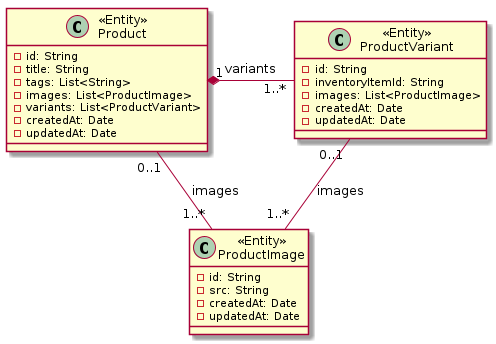 C «Entity»
Product
id: String
title: String
tags: List<String>
images: List<ProductImage>
variants: List<ProductVariant>
createdAt: Date
updatedAt: Date
1 variants
1..*
C «Entity»
ProductVariant
id: String
inventoryItemId: String
images: List<ProductImage>
createdAt: Date
updatedAt: Date
0..1
images
1..*
0..1
images
1..*
C «Entity»
ProductImage
id: String
src: String
createdAt: Date
updatedAt: Date